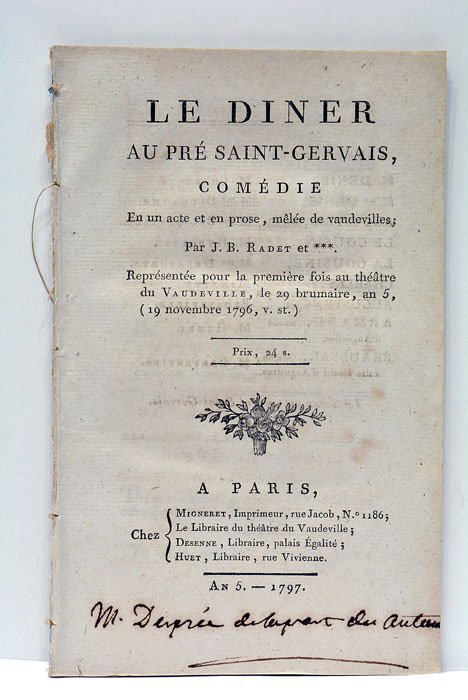 LE DINER
AU PRÉ SAINT-GERVAIS,
COMÉDIE
En un acte et en prose, mêlée de vaudevilles;
Par J. B. RADET et ***.
Représentée pour la première fois au théâtre
du VAUDEVILLE, le 29 brumaire, an 5,
(19 novembre 1796, v. st.)
Prix, 24 s.
A PARIS,
Chez
MIGNERET, Imprimeur, rue Jacob, N.º 1186;
Le Libraire du théâtre du Vaudeville;
DESENNE, Libraire, palais Égalité;
HUET, Libraire, rue Vivienne.
AN 5. — 1797.
M. Desprée de la part des Auteurs